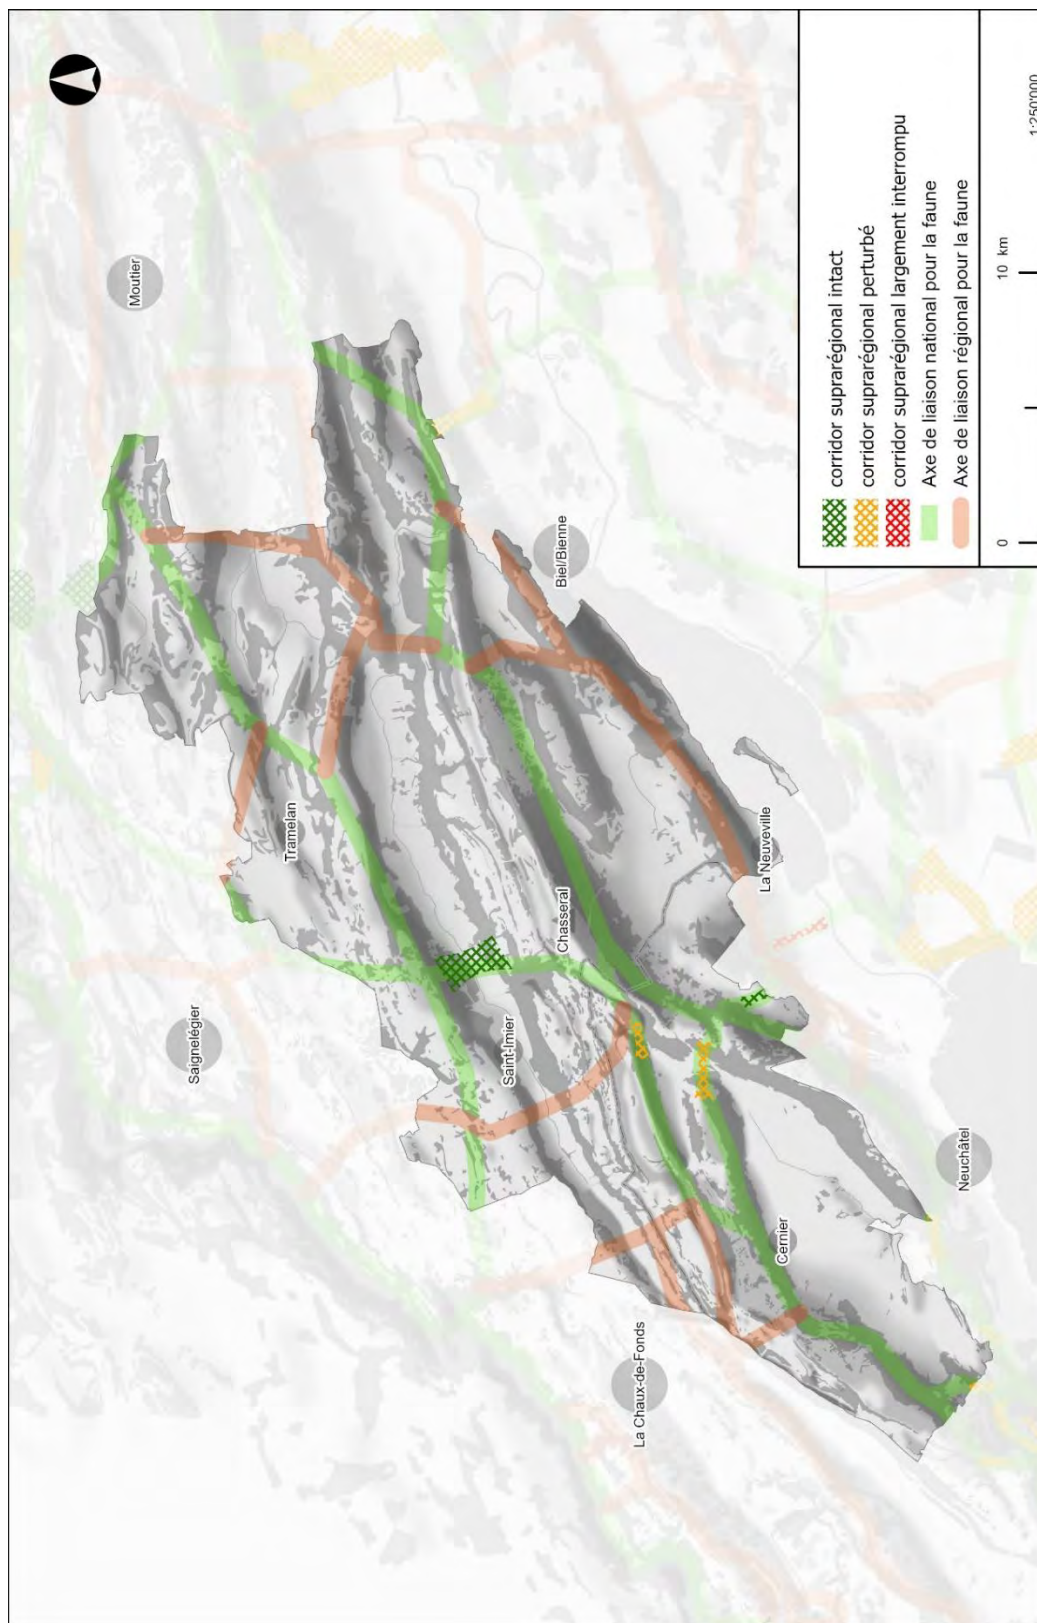 Moutier
Saignelégier
Tramelan
Biel/Bienne
Saint-Imier
Chasseral
La Neuveville
La Chaux-de-Fonds
Cernier
Neuchâtel
corridor suprarégional intact
corridor suprarégional perturbé
corridor suprarégional largement interrompu
Axe de liaison national pour la faune
Axe de liaison régional pour la faune
0
10 km
1:250'000